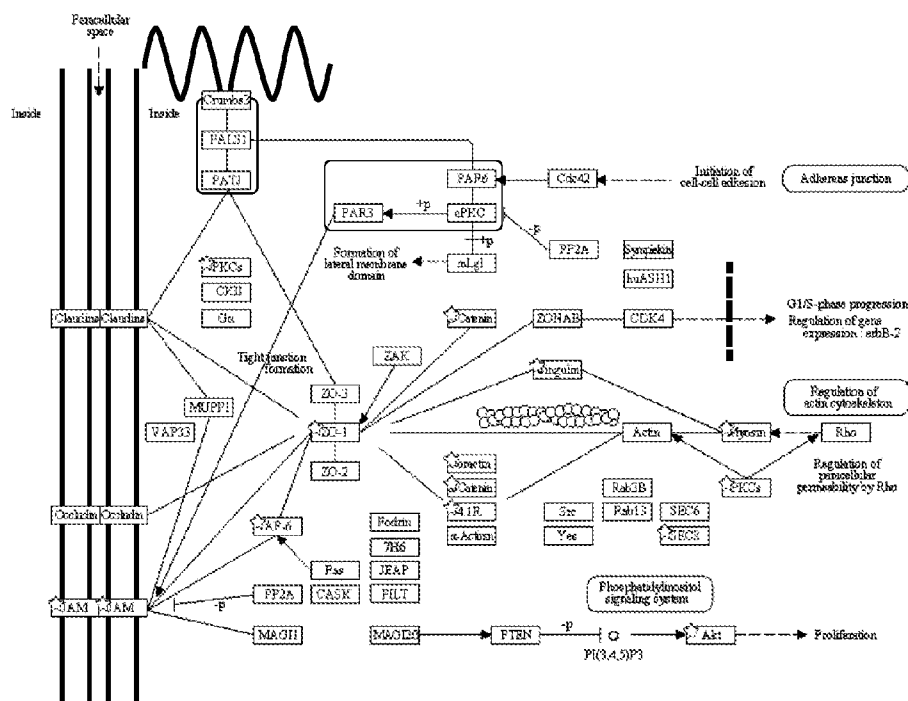 Paracellular
space
Inside
Inside
Crumbs3
PALS1
PATJ
PAR6
Cdc42
Initiation of
cell-cell adhesion
Adherens junction
PAR3
+p
aPKC
-p
+p
Formation of
lateral membrane
domain
mLgl
PP2A
Symplekin
huASH1
PKCs
CKII
Gα
Claudins
Claudins
Catenin
ZONAB
CDK4
G1/S-phase progression
Regulation of gene
expression : erbB-2
Tight junction
formation
ZAK
Cingulin
ZO-3
MUPP1
VAP33
ZO-1
ZO-2
Actin
Myosin
Rho
Regulation of
actin cytoskeleton
Regulation of
paracellular
permeability by Rho
PKCs
Cortactin
Catenin
4.1R
α-Actinin
Rab3B
Src
Rab13
SEC6
Yes
SEC8
Occludin
Occludin
AF-6
Fodrin
7H6
Ras
JEAP
PP2A
CASK
PILT
-p
JAM
JAM
Phosphatidylinositol
signaling system
MAGI1
MAGI23
PTEN
-p
PI(3,4,5)P3
Akt
Proliferation